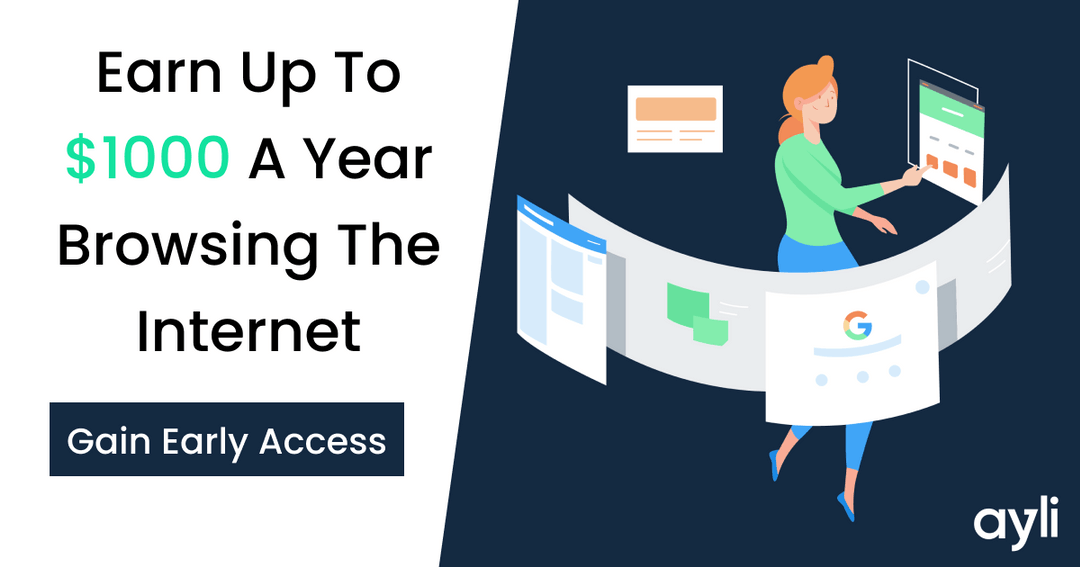 Earn Up To
$1000 A Year
Browsing The
Internet
Gain Early Access
G
ayli